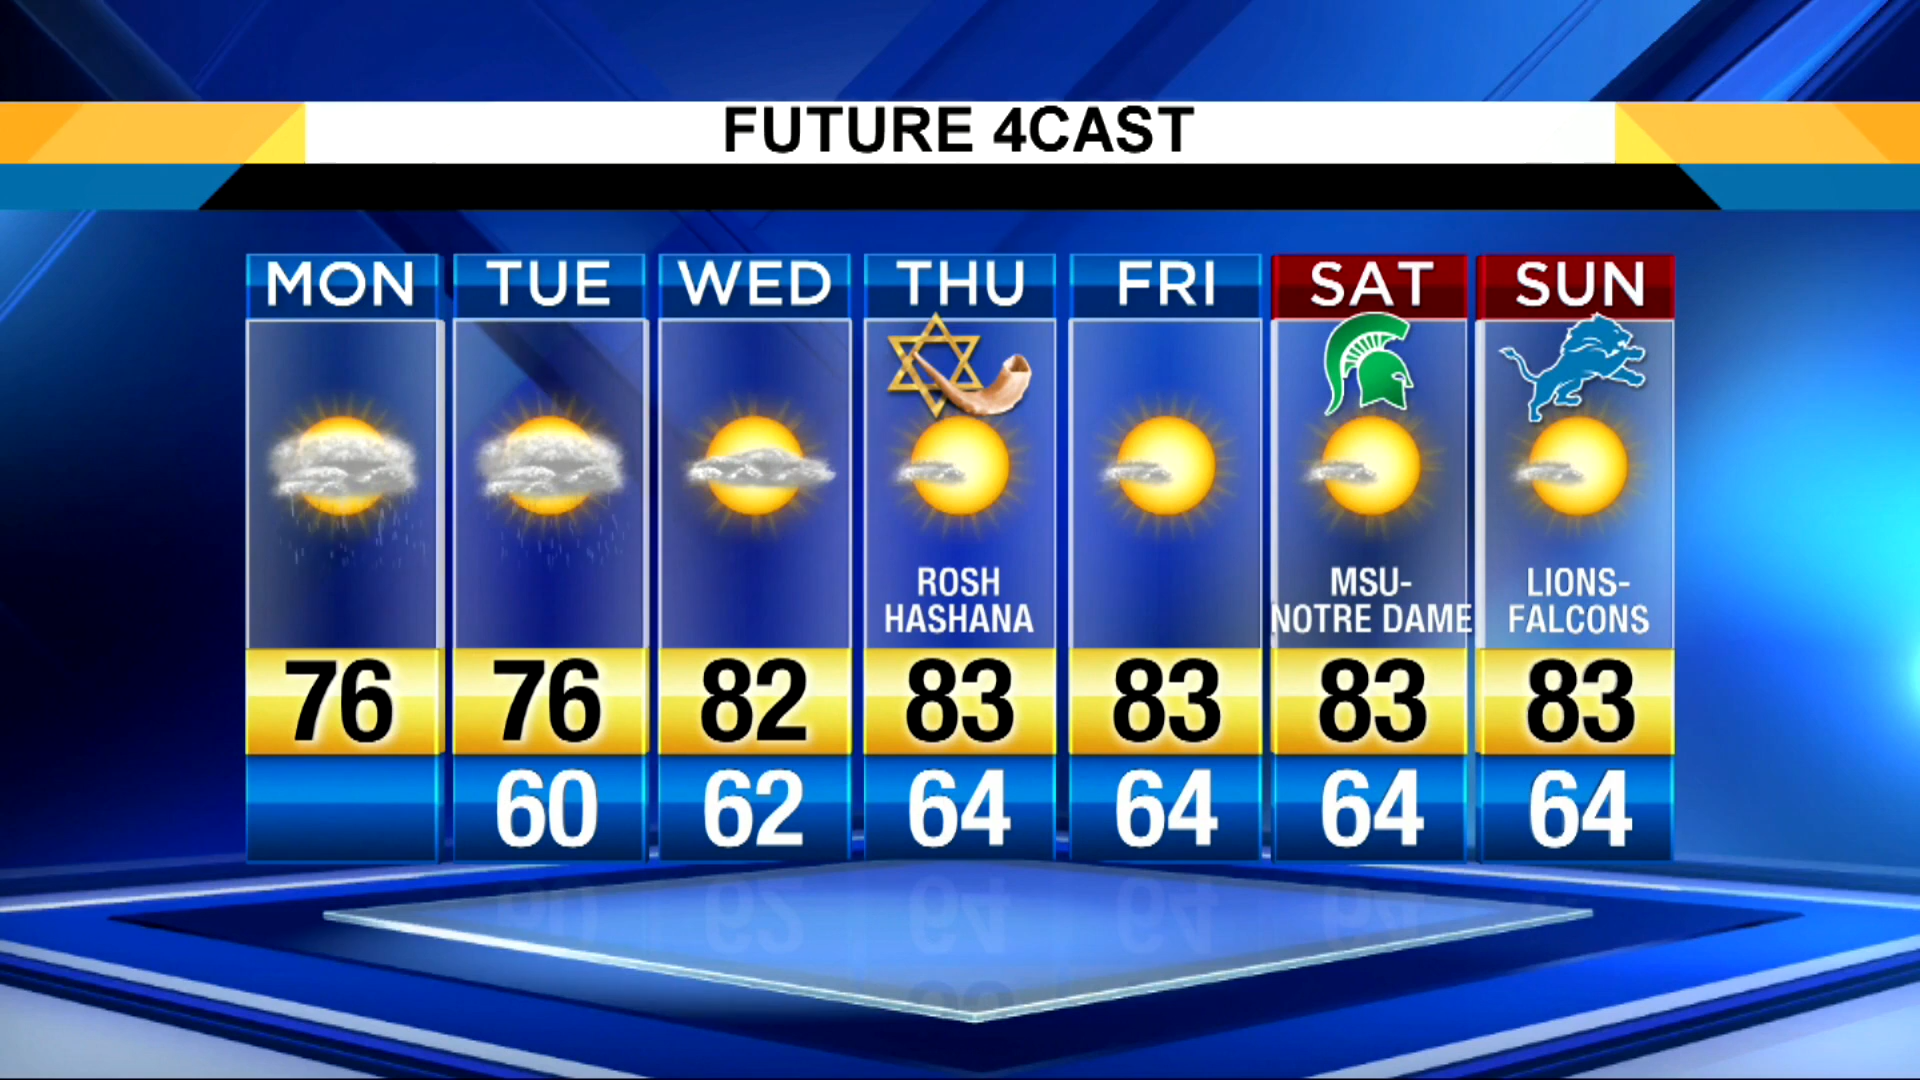 FUTURE 4CAST
MON TUE WED THU FRI SAT SUN
ROSH
HASHANA
MSU-
NOTRE DAME
LIONS-
FALCONS
76 76 82 83 83 83 83
60 62 64 64 64 64